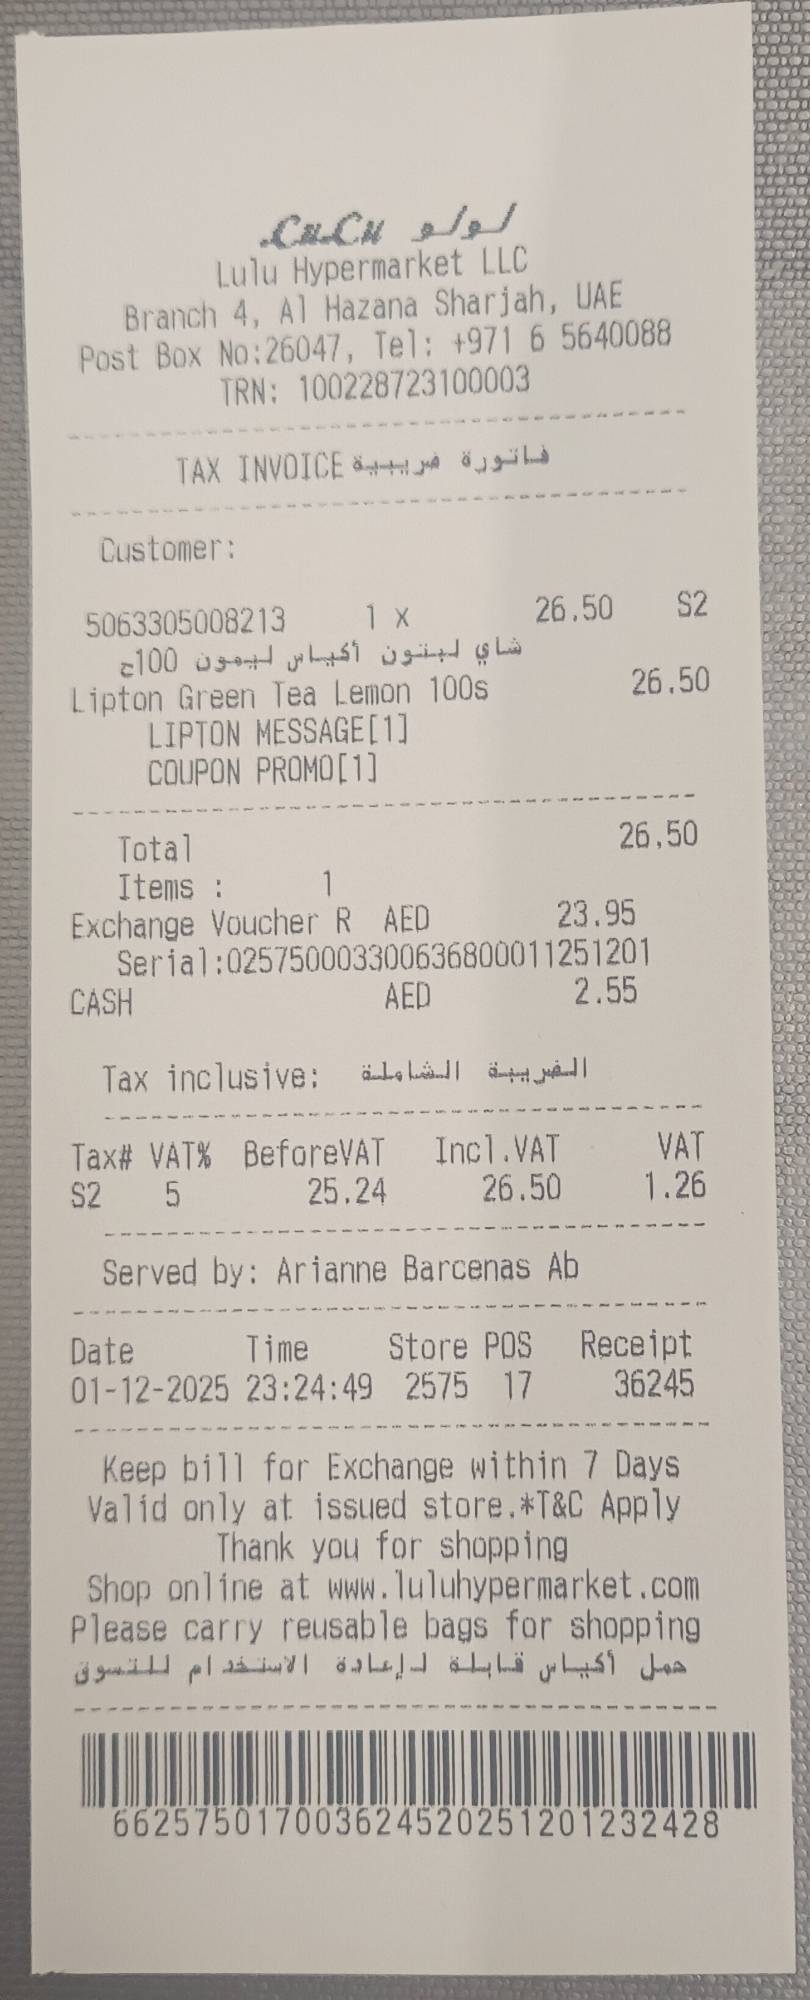 LuLu لولو
Lulu Hypermarket LLC
Branch 4, Al Hazana Sharjah, UAE
Post Box No:26047, Tel: +971 6 5640088
TRN: 100228723100003
TAX INVOICE فاتورة ضريبية
Customer:
5063305008213 1 x 26.50 S2
شاي ليبتون أكياس ليمون 100ح
Lipton Green Tea Lemon 100s 26.50
LIPTON MESSAGE[1]
COUPON PROMO[1]
Total 26.50
Items : 1
Exchange Voucher R AED 23.95
Serial:025750003300636800011251201
CASH AED 2.55
Tax inclusive: الضريبة الشاملة
Tax# VAT% BeforeVAT Incl.VAT VAT
S2 5 25.24 26.50 1.26
Served by: Arianne Barcenas Ab
Date Time Store POS Receipt
01-12-2025 23:24:49 2575 17 36245
Keep bill for Exchange within 7 Days
Valid only at issued store.*T&C Apply
Thank you for shopping
Shop online at www.luluhypermarket.com
Please carry reusable bags for shopping
حمل أكياس قابلة لإعادة الاستخدام للتسوق
6625750170036245202512012​32428